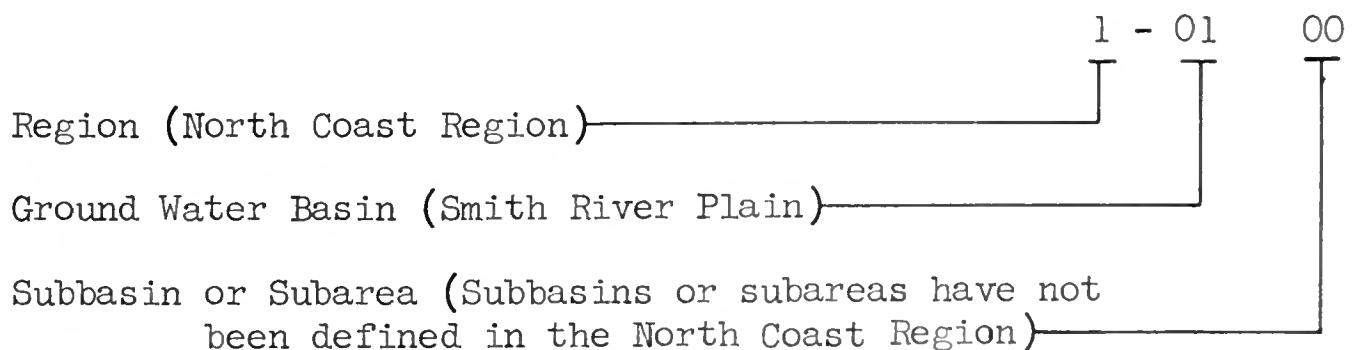 1 - 01 00
Region (North Coast Region)
Ground Water Basin (Smith River Plain)
Subbasin or Subarea (Subbasins or subareas have not
been defined in the North Coast Region)